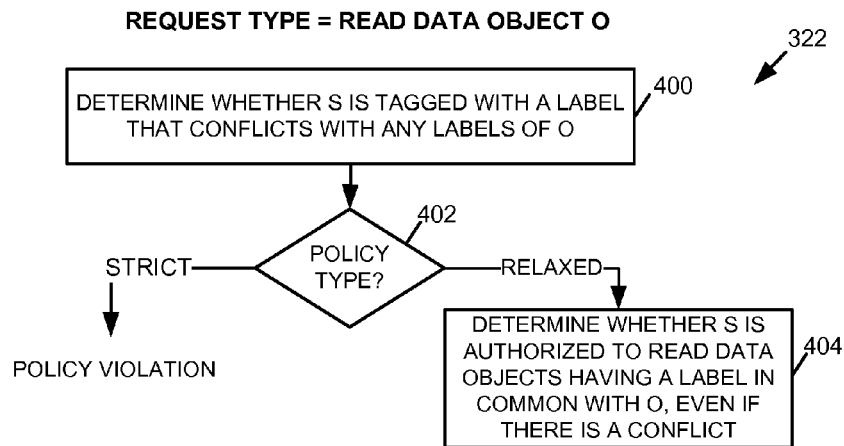 REQUEST TYPE = READ DATA OBJECT O
322
DETERMINE WHETHER S IS TAGGED WITH A LABEL
THAT CONFLICTS WITH ANY LABELS OF O
400
402
POLICY
TYPE?
STRICT
RELAXED
POLICY VIOLATION
DETERMINE WHETHER S IS
AUTHORIZED TO READ DATA
OBJECTS HAVING A LABEL IN
COMMON WITH O, EVEN IF
THERE IS A CONFLICT
404